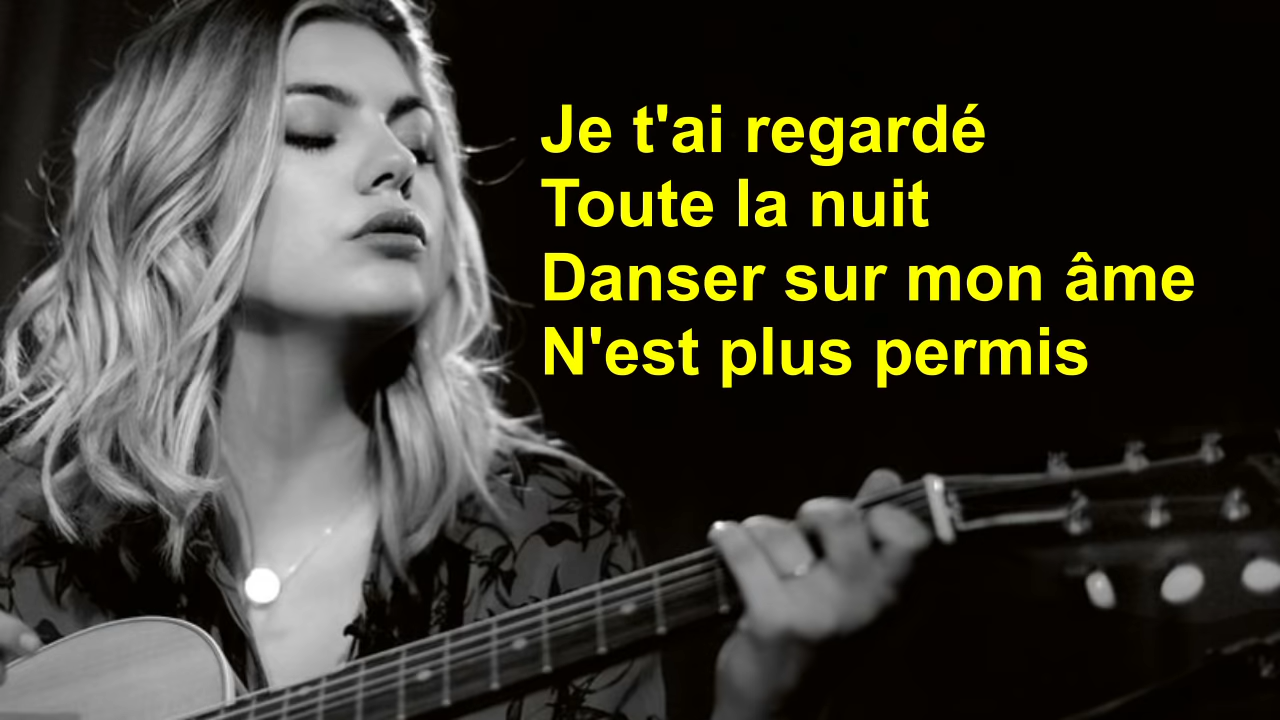 Je t'ai regardé
Toute la nuit
Danser sur mon âme
N'est plus permis